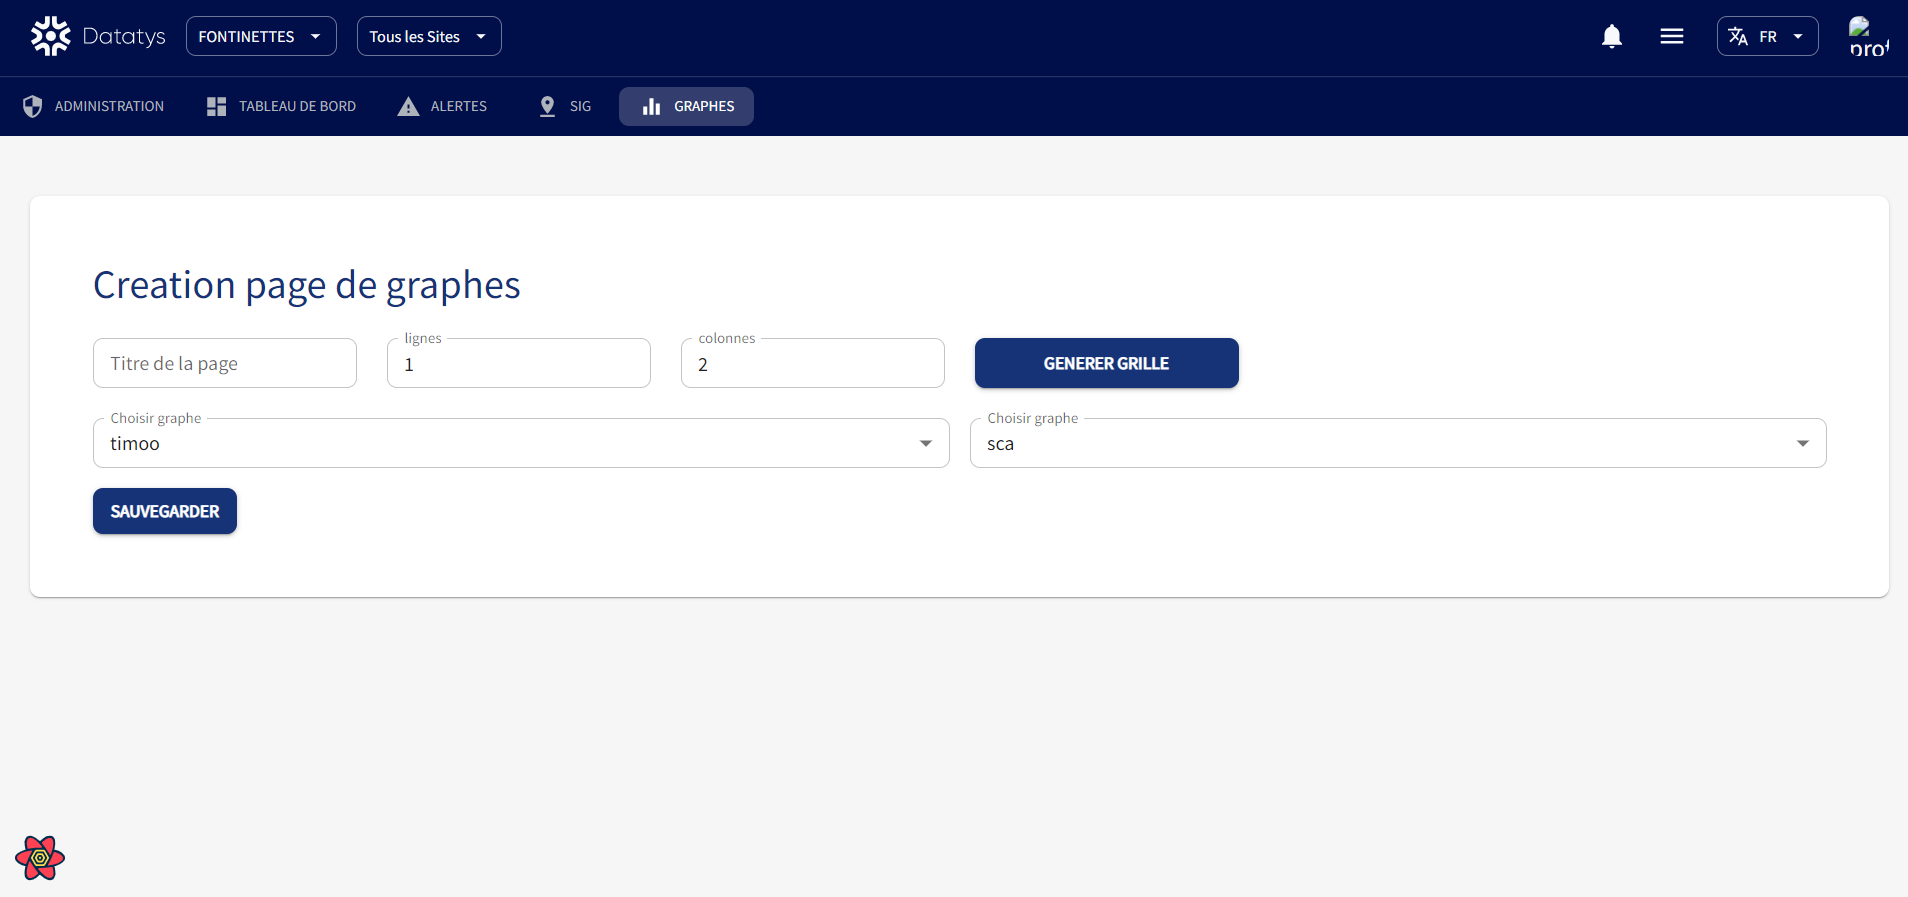 Datatys
FONTINETTES
Tous les Sites
FR
prof
ADMINISTRATION
TABLEAU DE BORD
ALERTES
SIG
GRAPHES
Creation page de graphes
Titre de la page
lignes
1
colonnes
2
GENERER GRILLE
Choisir graphe
timoo
Choisir graphe
sca
SAUVEGARDER